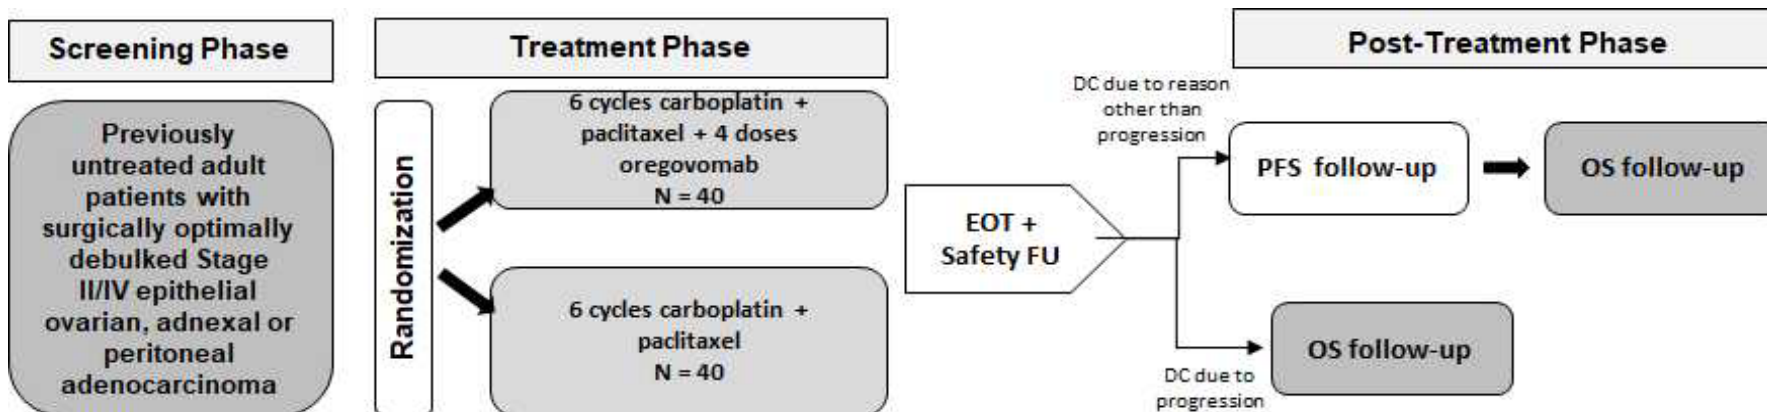 Screening Phase
Previously
untreated adult
patients with
surgically optimally
debulked Stage
II/IV epithelial
ovarian, adnexal or
peritoneal
adenocarcinoma
Treatment Phase
Randomization
6 cycles carboplatin +
paclitaxel + 4 doses
oregovomab
N = 40
6 cycles carboplatin +
paclitaxel
N = 40
EOT +
Safety FU
Post-Treatment Phase
DC due to reason
other than
progression
PFS follow-up
OS follow-up
DC due to
progression
OS follow-up